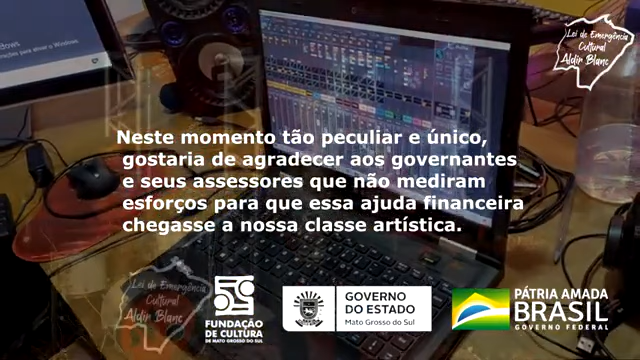 Lei de Emergência
Cultural
Aldir Blanc
Neste momento tão peculiar e único,
gostaria de agradecer aos governantes
e seus assessores que não mediram
esforços para que essa ajuda financeira
chegasse a nossa classe artística.
Lei de Emergência
Cultural
Aldir Blanc
FUNDAÇÃO
DE CULTURA
DE MATO GROSSO DO SUL
GOVERNO
DO ESTADO
Mato Grosso do Sul
PÁTRIA AMADA
BRASIL
GOVERNO FEDERAL